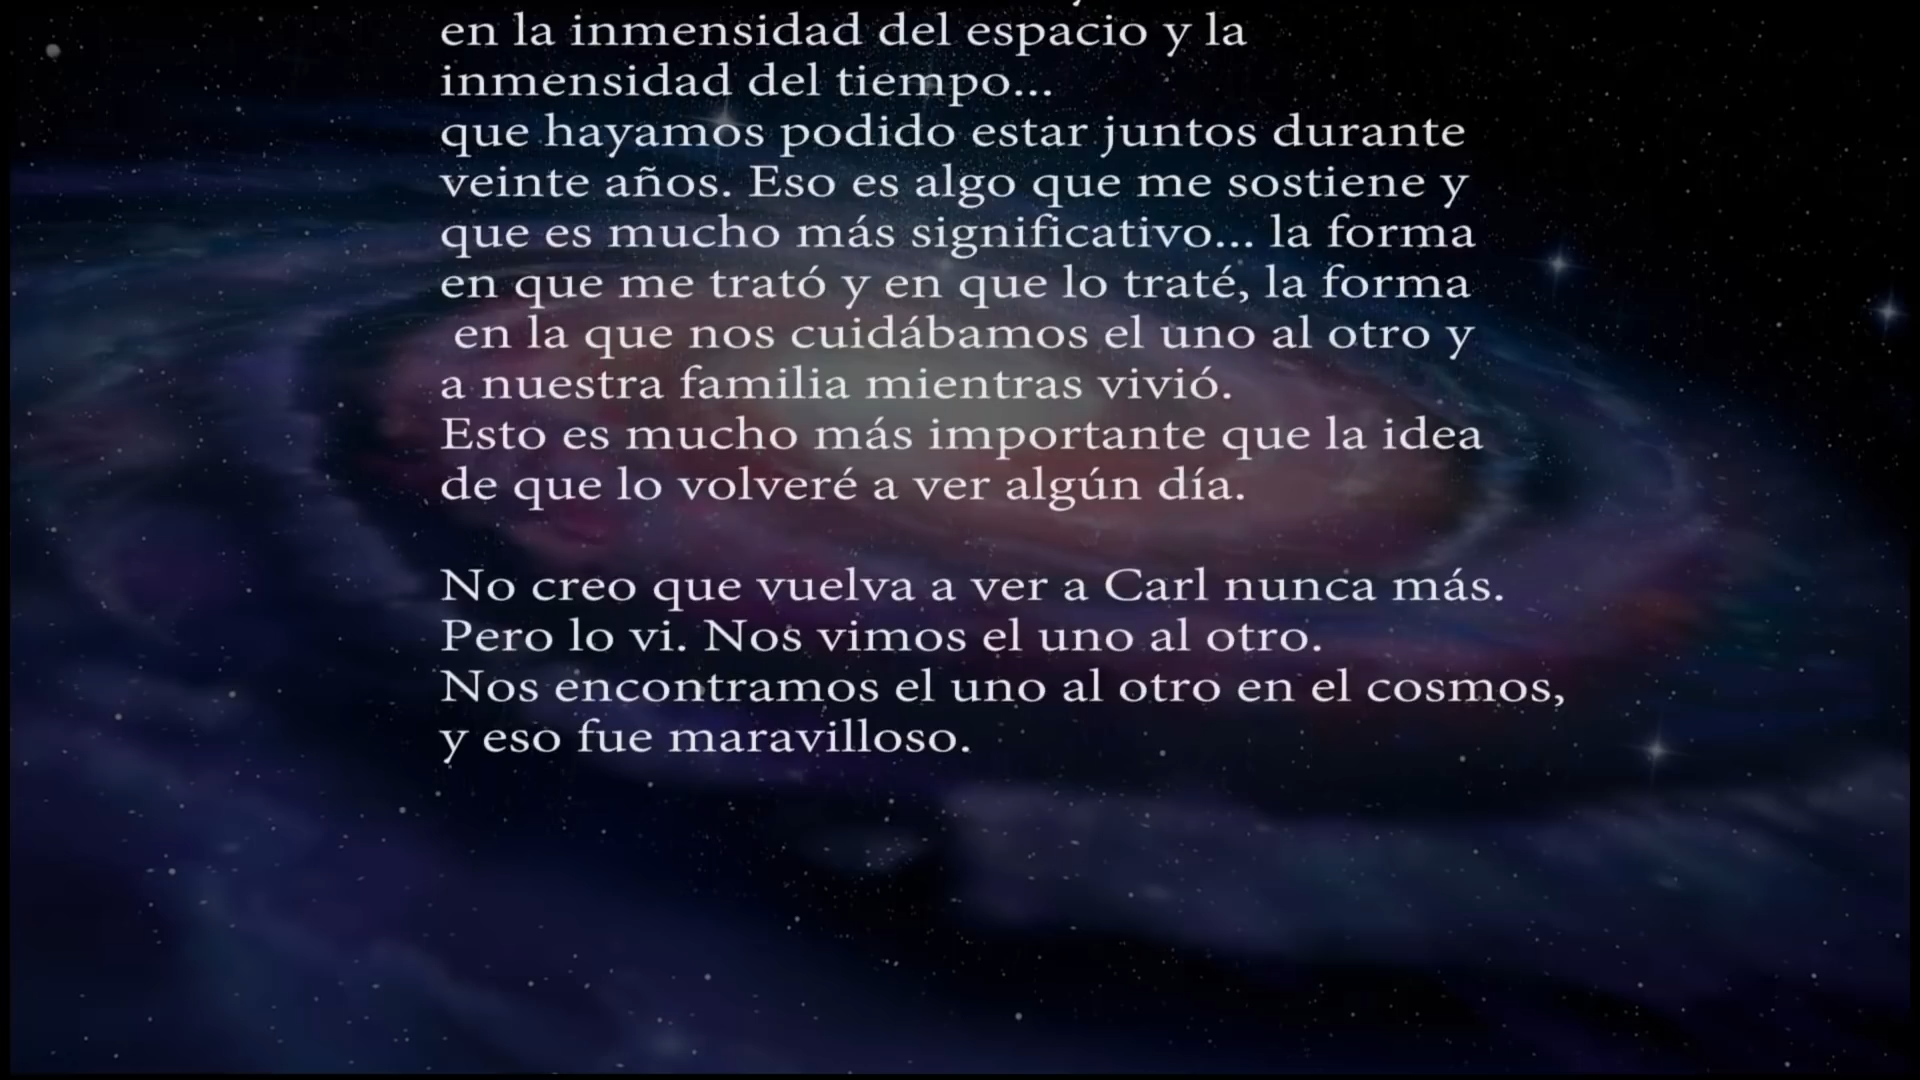 en la inmensidad del espacio y la
inmensidad del tiempo...
que hayamos podido estar juntos durante
veinte años. Eso es algo que me sostiene y
que es mucho más significativo... la forma
en que me trató y en que lo traté, la forma
en la que nos cuidábamos el uno al otro y
a nuestra familia mientras vivió.
Esto es mucho más importante que la idea
de que lo volveré a ver algún día.
No creo que vuelva a ver a Carl nunca más.
Pero lo vi. Nos vimos el uno al otro.
Nos encontramos el uno al otro en el cosmos,
y eso fue maravilloso.